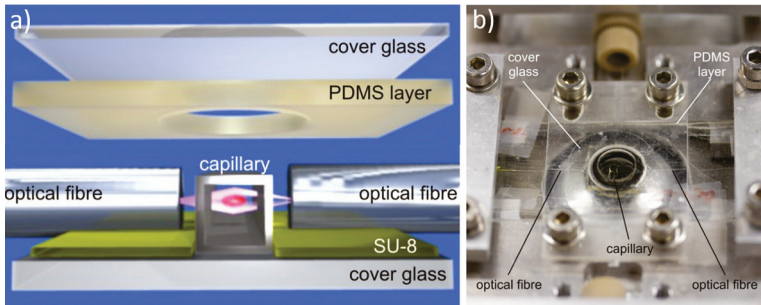 a)
cover glass
PDMS layer
capillary
optical fibre
optical fibre
SU-8
cover glass
b)
cover
glass
PDMS
layer
capillary
optical fibre
optical fibre